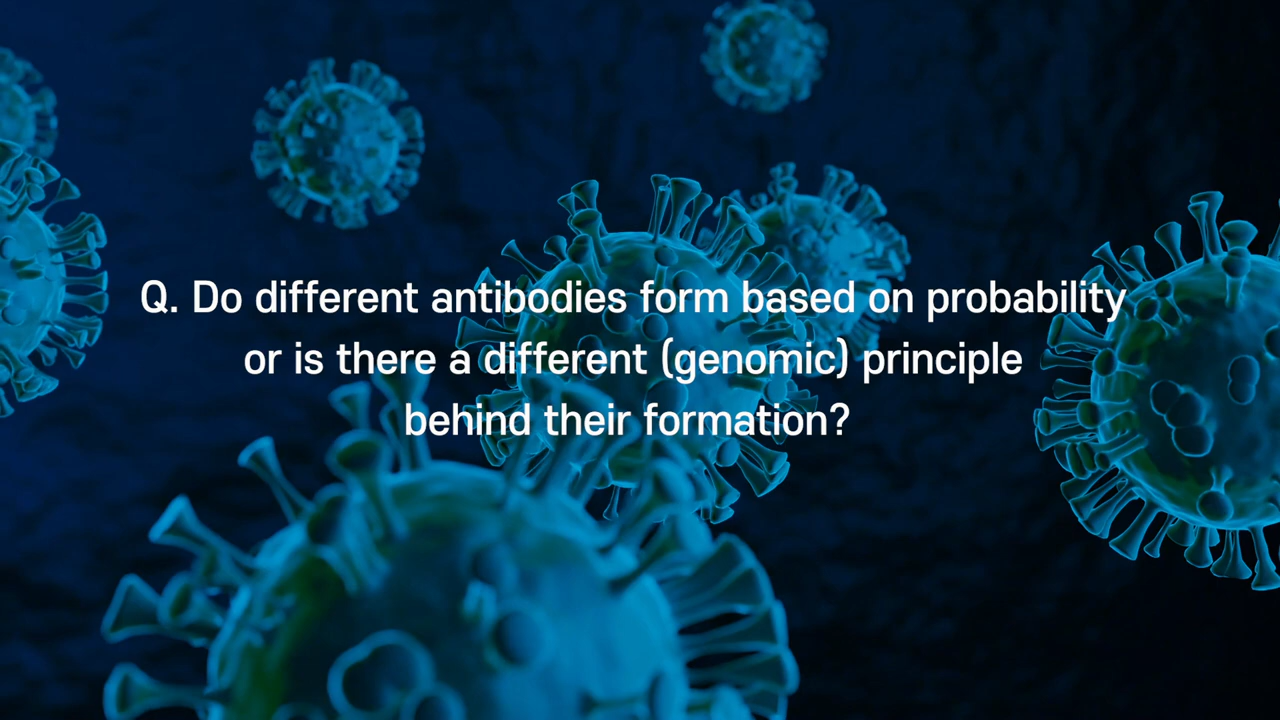 Q. Do different antibodies form based on probability
or is there a different (genomic) principle
behind their formation?